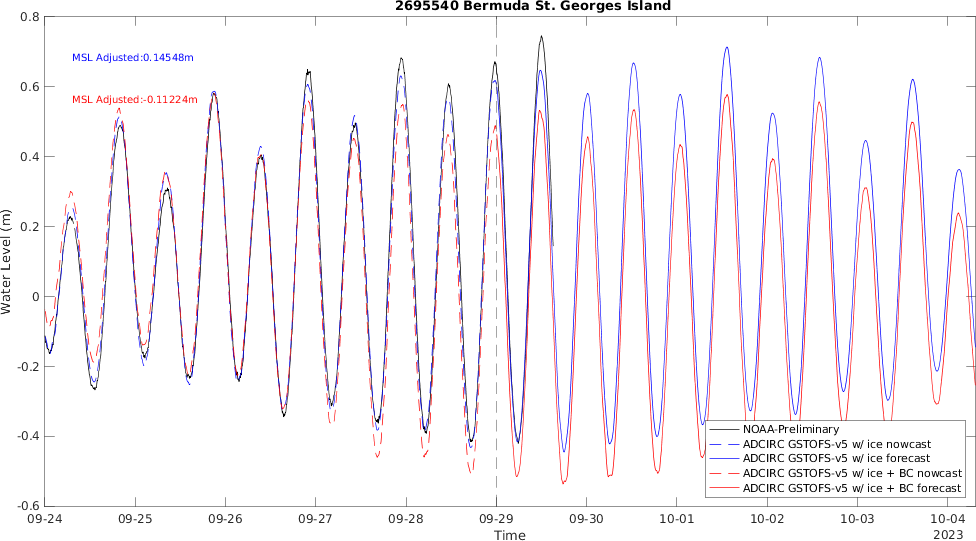 2695540 Bermuda St. Georges Island
MSL Adjusted:0.14548m
MSL Adjusted:-0.11224m
Water Level (m)
0.8
0.6
0.4
0.2
0
-0.2
-0.4
-0.6
NOAA-Preliminary
ADCIRC GSTOFS-v5 w/ ice nowcast
ADCIRC GSTOFS-v5 w/ ice forecast
ADCIRC GSTOFS-v5 w/ ice + BC nowcast
ADCIRC GSTOFS-v5 w/ ice + BC forecast
09-24 09-25 09-26 09-27 09-28 09-29 09-30 10-01 10-02 10-03 10-04
Time
2023